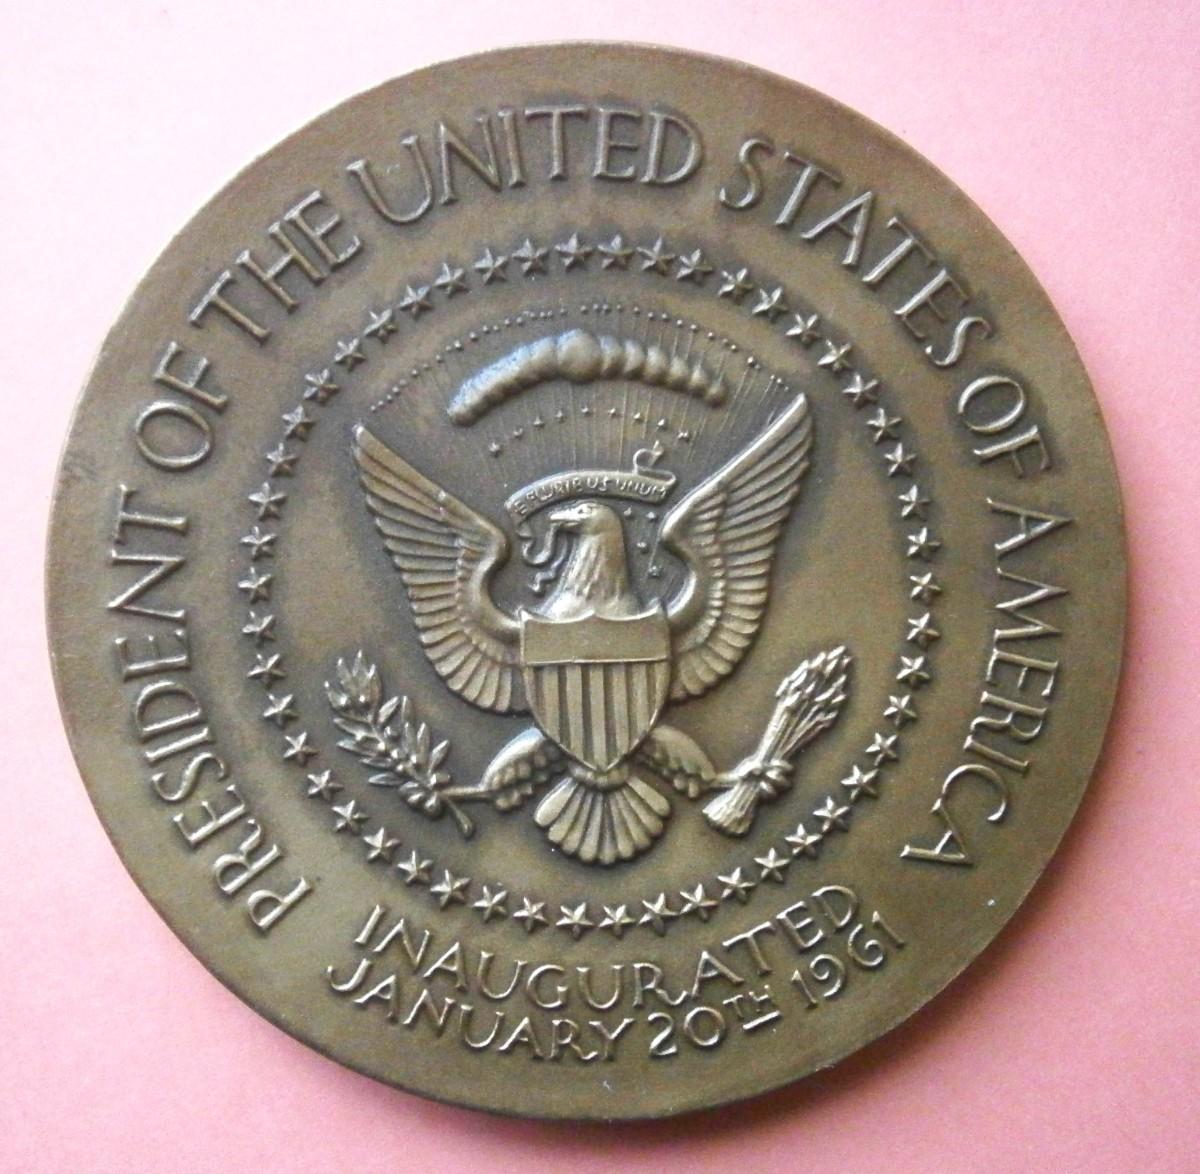 PRESIDENT OF THE UNITED STATES OF AMERICA
E PLURIBUS UNUM
INAUGURATED
JANUARY 20TH 1961